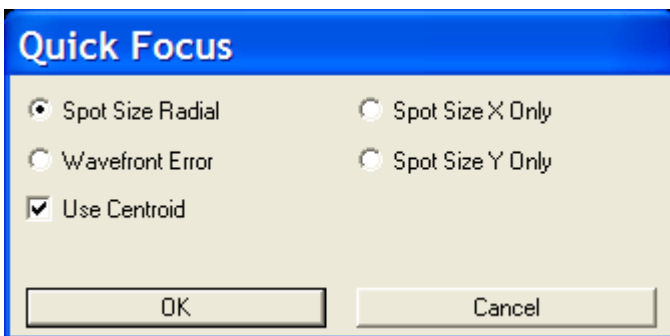 Quick Focus
Spot Size Radial
Spot Size X Only
Wavefront Error
Spot Size Y Only
Use Centroid
OK
Cancel